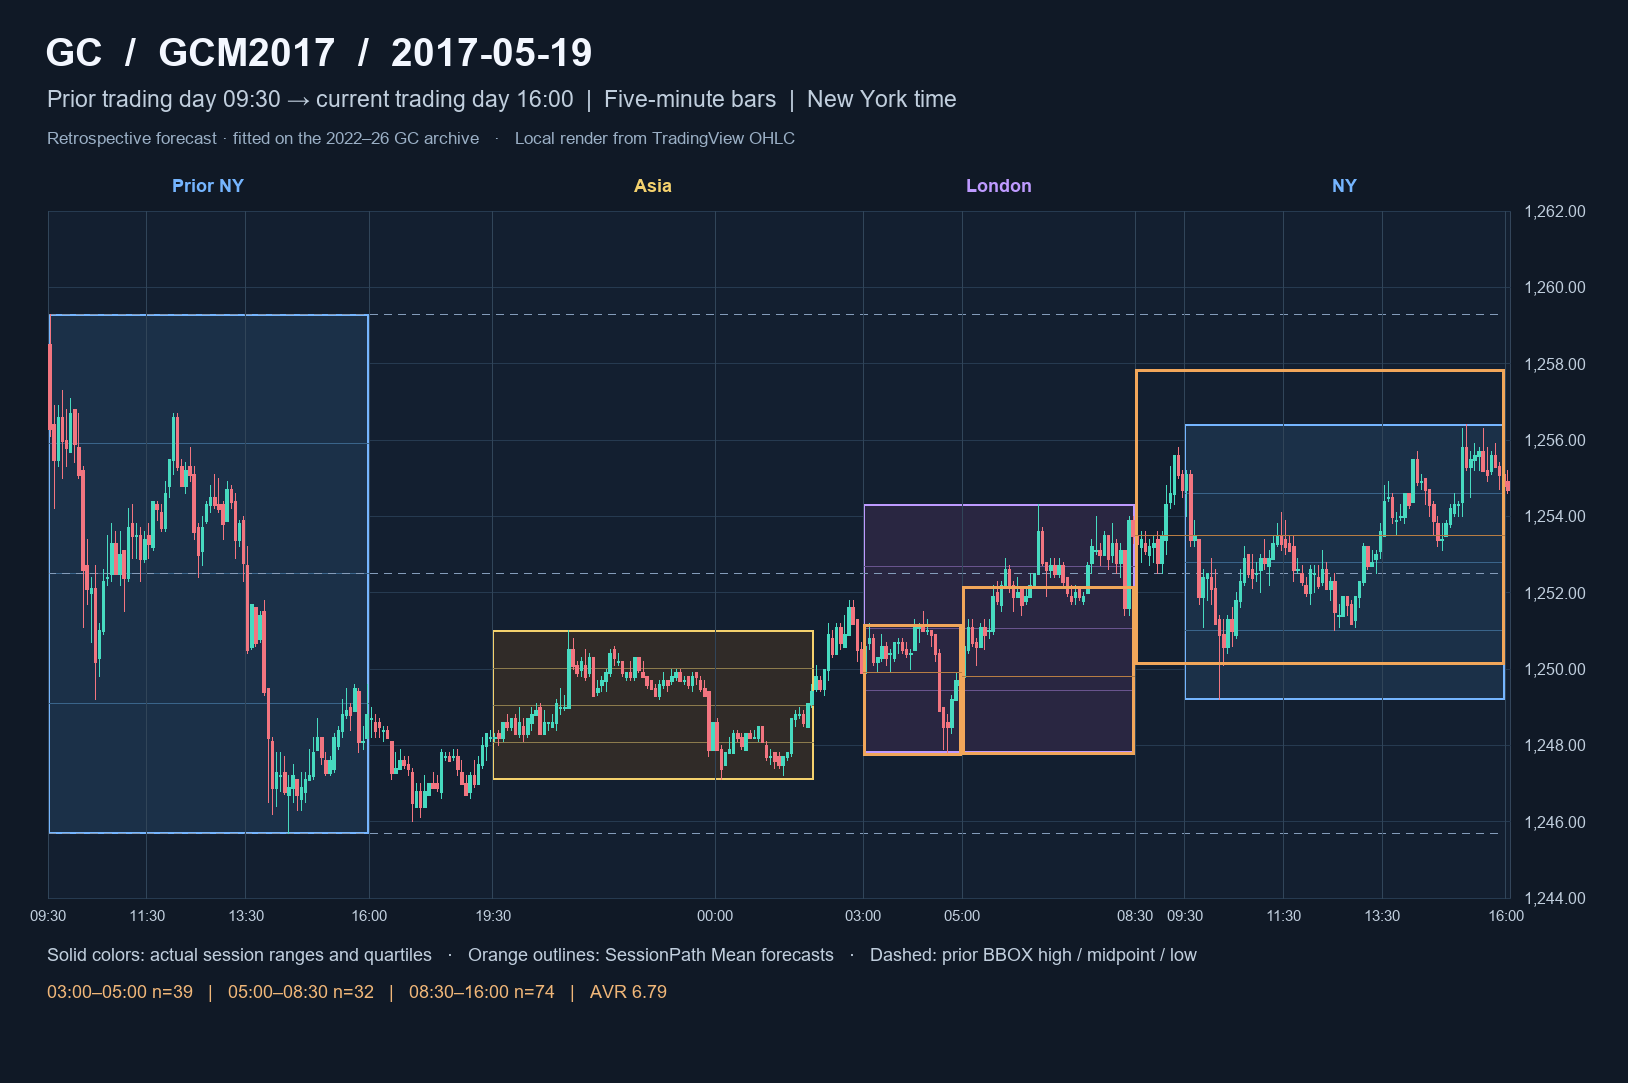 GC / GCM2017 / 2017-05-19
Prior trading day 09:30 → current trading day 16:00 | Five-minute bars | New York time
Retrospective forecast · fitted on the 2022–26 GC archive · Local render from TradingView OHLC
Prior NY Asia London NY
1,262.00
1,260.00
1,258.00
1,256.00
1,254.00
1,252.00
1,250.00
1,248.00
1,246.00
1,244.00
09:30 11:30 13:30 16:00 19:30 00:00 03:00 05:00 08:30 09:30 11:30 13:30 16:00
Solid colors: actual session ranges and quartiles · Orange outlines: SessionPath Mean forecasts · Dashed: prior BBOX high / midpoint / low
03:00–05:00 n=39 | 05:00–08:30 n=32 | 08:30–16:00 n=74 | AVR 6.79